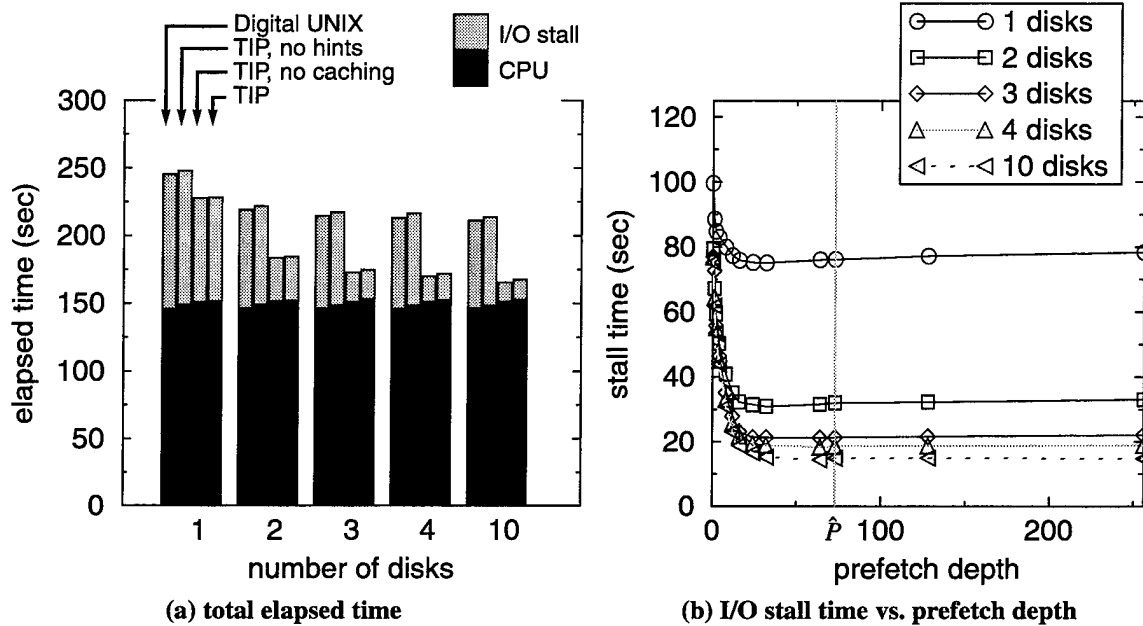 Digital UNIX
TIP, no hints
TIP, no caching
TIP
I/O stall
CPU
300
250
200
150
100
50
0
elapsed time (sec)
1 2 3 4 10
number of disks
(a) total elapsed time
1 disks
2 disks
3 disks
4 disks
10 disks
120
100
80
60
40
20
0
stall time (sec)
0 P̂ 100 200
prefetch depth
(b) I/O stall time vs. prefetch depth